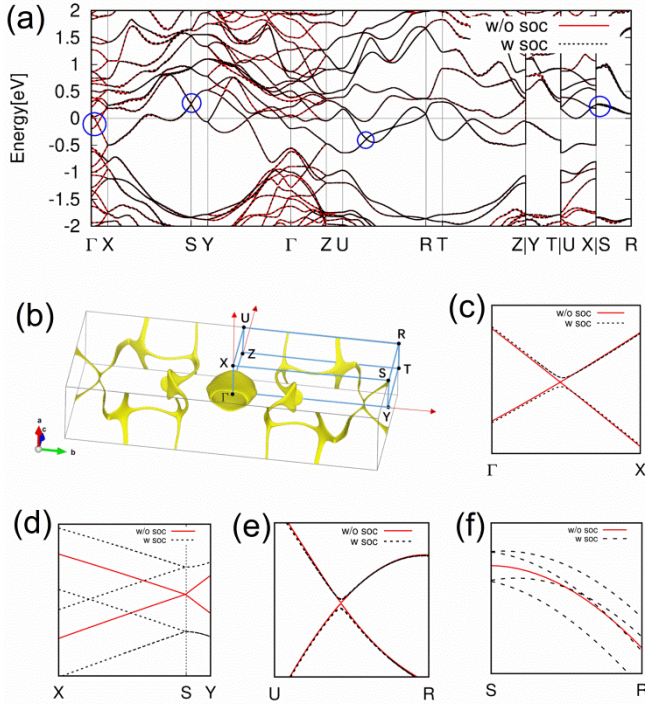 (a)
w/o soc
w soc
Energy[eV]
2
1.5
1
0.5
0
-0.5
-1
-1.5
-2
Γ X S Y Γ Z U R T Z|Y T|U X|S R
(b)
U
R
Z
X
T
S
Γ
Y
a
c
b
(c)
w/o soc
w soc
Γ X
(d)
w/o soc
w soc
X S Y
(e)
w/o soc
w soc
U R
(f)
w/o soc
w soc
S R